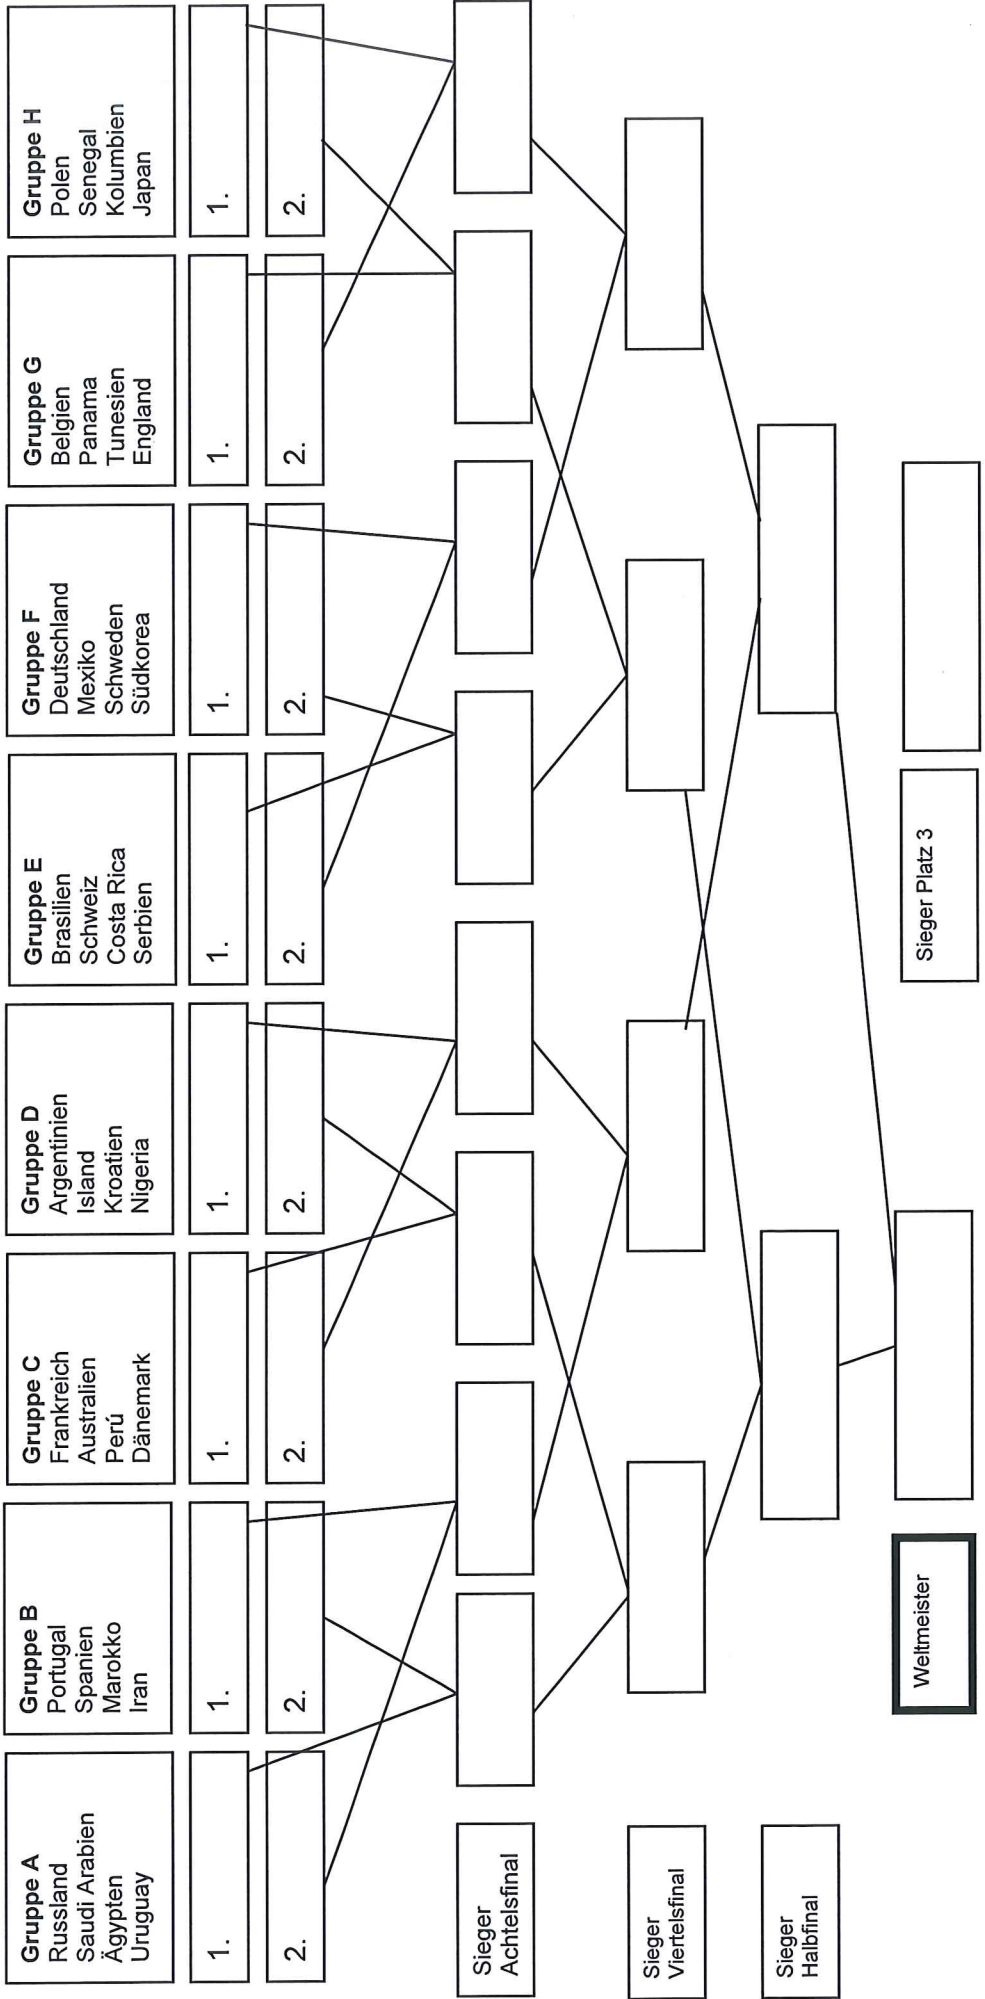 Gruppe A
Russland
Saudi Arabien
Ägypten
Uruguay
Gruppe B
Portugal
Spanien
Marokko
Iran
Gruppe C
Frankreich
Australien
Perú
Dänemark
Gruppe D
Argentinien
Island
Kroatien
Nigeria
Gruppe E
Brasilien
Schweiz
Costa Rica
Serbien
Gruppe F
Deutschland
Mexiko
Schweden
Südkorea
Gruppe G
Belgien
Panama
Tunesien
England
Gruppe H
Polen
Senegal
Kolumbien
Japan
1.
1.
1.
1.
1.
1.
1.
1.
2.
2.
2.
2.
2.
2.
2.
2.
Sieger
Achtelsfinal
Sieger
Viertelsfinal
Sieger
Halbfinal
Weltmeister
Sieger Platz 3